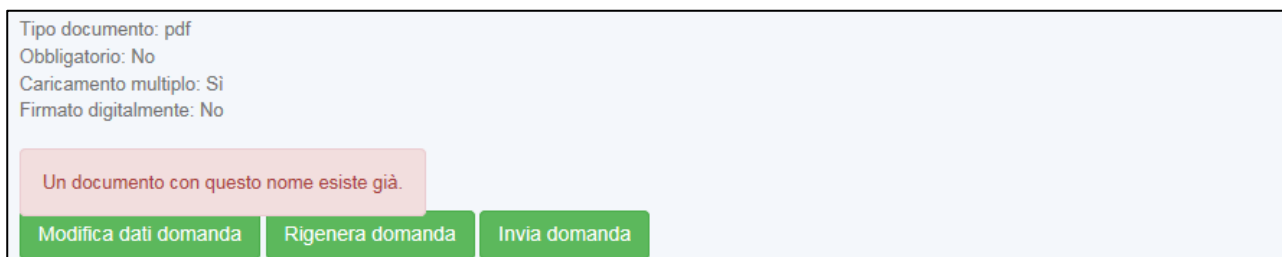 Tipo documento: pdf
Obbligatorio: No
Caricamento multiplo: Sì
Firmato digitalmente: No
Un documento con questo nome esiste già.
Modifica dati domanda Rigenera domanda Invia domanda